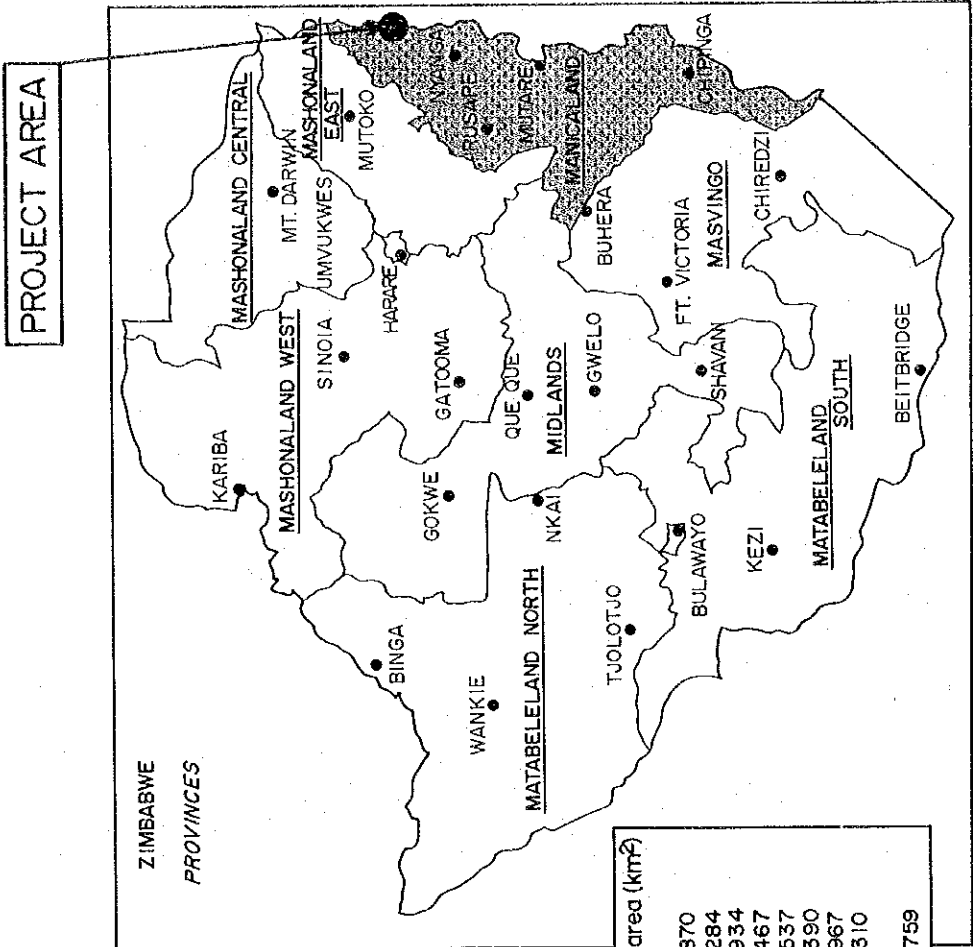 PROJECT AREA
ZIMBABWE
PROVINCES
KARIBA
MASHONALAND CENTRAL
MT. DARWIN
MASHONALAND
EAST
MUTOKO
UMVUKWES
MASHONALAND WEST
SINOIA
HARARE
NYANGA
RUSAPE
MUTARE
MANICALAND
CHIPINGA
BINGA
GOKWE
GATOOMA
QUE QUE
MIDLANDS
GWELO
BUHERA
WANKIE
NKAI
MATABELELAND NORTH
TJOLOTJO
BULAWAYO
SHAVANI
FT. VICTORIA
MASVINGO
CHIREDZI
KEZI
MATABELELAND
SOUTH
BEITBRIDGE
area (km²)
870
284
934
467
537
390
967
310
759